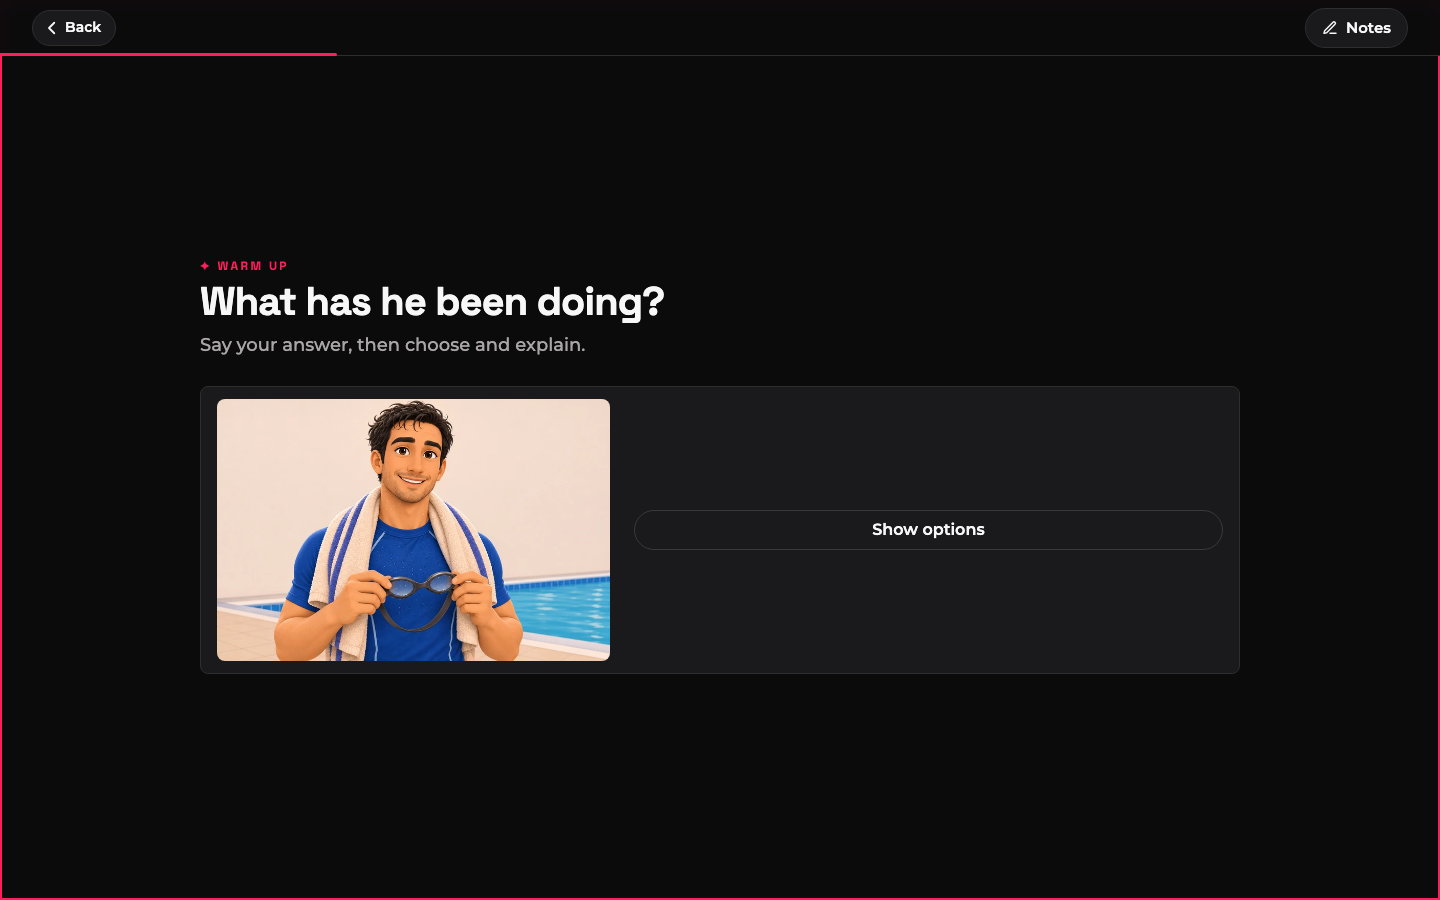 Back
Notes
WARM UP
What has he been doing?
Say your answer, then choose and explain.
Show options